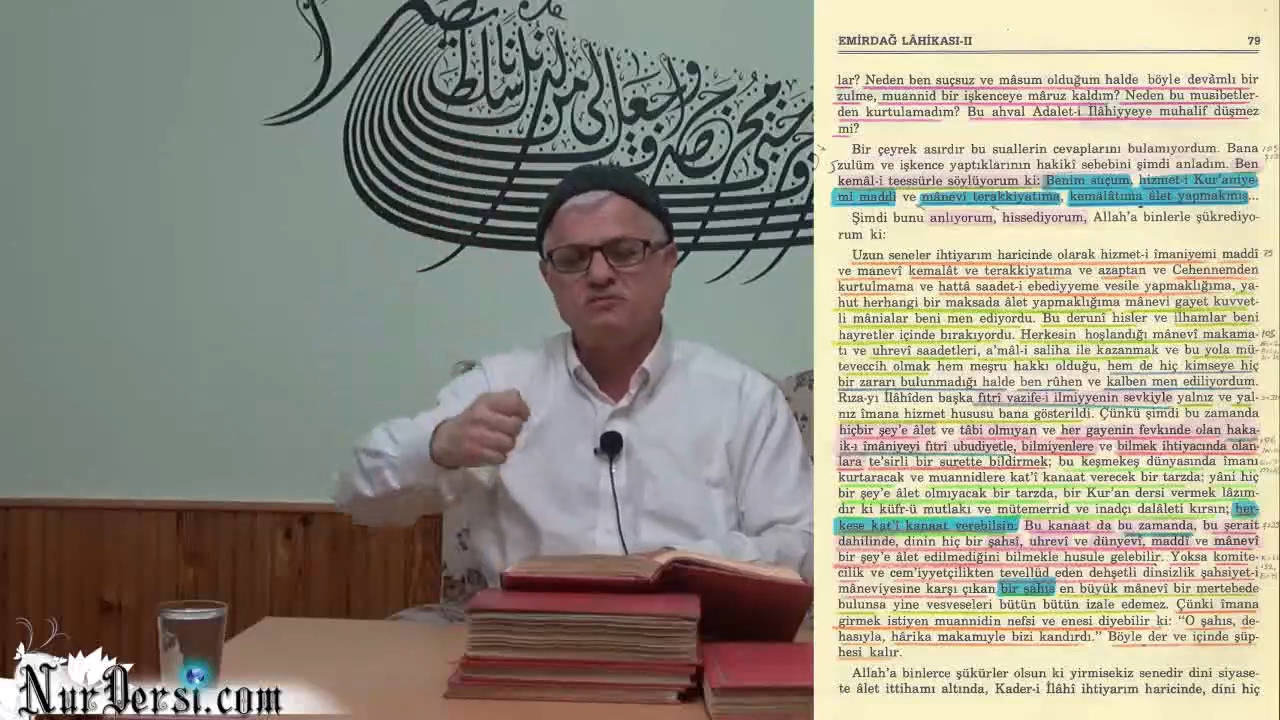 EMİRDAĞ LÂHİKASI-II 79
lar? Neden ben suçsuz ve mâsum olduğum halde böyle devâmlı bir
zulme, muannid bir işkenceye mâruz kaldım? Neden bu musibetler-
den kurtulamadım? Bu ahval Adalet-i İlâhiyyeye muhalif düşmez
mi?
Bir çeyrek asırdır bu suallerin cevaplarını bulamıyordum. Bana
zulüm ve işkence yaptıklarının hakikî sebebini şimdi anladım. Ben
kemâl-i teessürle söylüyorum ki: Benim suçum, hizmet-i Kur'aniye
mi maddî ve mânevî terakkiyatıma, kemâlâtıma âlet yapmakmış...
Şimdi bunu anlıyorum, hissediyorum, Allah'a binlerle şükrediyo-
rum ki:
Uzun seneler ihtiyarım haricinde olarak hizmet-i îmaniyemi maddî
ve manevî kemalât ve terakkiyatıma ve azaptan ve Cehennemden
kurtulmama ve hattâ saadet-i ebediyyeme vesile yapmaklığıma, ya-
hut herhangi bir maksada âlet yapmaklığıma mânevi gayet kuvvet-
li mânialar beni men ediyordu. Bu derunî hisler ve ilhamlar beni
hayretler içinde bırakıyordu. Herkesin hoşlandığı mânevî makama-
tı ve uhrevî saadetleri, a'mâl-i saliha ile kazanmak ve bu yola mü-
teveccih olmak hem meşru hakkı olduğu, hem de hiç kimseye hiç
bir zararı bulunmadığı halde ben rûhen ve kalben men ediliyordum.
Rıza-yı İlâhîden başka fıtrî vazife-i ilmiyyenin sevkiyle yalnız ve yal-
nız îmana hizmet hususu bana gösterildi. Çünkü şimdi bu zamanda
hiçbir şey'e âlet ve tâbi olmıyan ve her gayenin fevkinde olan haka-
ik-ı îmâniyeyi fıtrî ubudiyetle, bilmiyenlere ve bilmek ihtiyacında olan-
lara te'sirli bir surette bildirmek; bu keşmekeş dünyasında îmanı
kurtaracak ve muannidlere kat'î kanaat verecek bir tarzda; yâni hiç
bir şey'e âlet olmıyacak bir tarzda, bir Kur'an dersi vermek lâzım-
dır ki küfr-ü mutlakı ve mütemerrid ve inadçı dalâleti kırsın; her-
kese kat'î kanaat verebilsin. Bu kanaat da bu zamanda, bu şerait
dahilinde, dinin hiç bir şahsî, uhrevî ve dünyevî, maddî ve mânevî
bir şey'e âlet edilmediğini bilmekle husule gelebilir. Yoksa komite-
cilik ve cem'iyyetçilikten tevellüd eden dehşetli dinsizlik şahsiyet-i
mâneviyesine karşı çıkan bir şahıs en büyük mânevî bir mertebede
bulunsa yine vesveseleri bütün bütün izale edemez. Çünki îmana
girmek istiyen muannidin nefsi ve enesi diyebilir ki: "O şahıs, de-
hasıyla, hârika makamıyle bizi kandırdı." Böyle der ve içinde şüp-
hesi kalır.
Allah'a binlerce şükürler olsun ki yirmisekiz senedir dini siyase-
te âlet ittihamı altında, Kader-i İlâhî ihtiyarım haricinde, dinî hiç
NurDersi.com